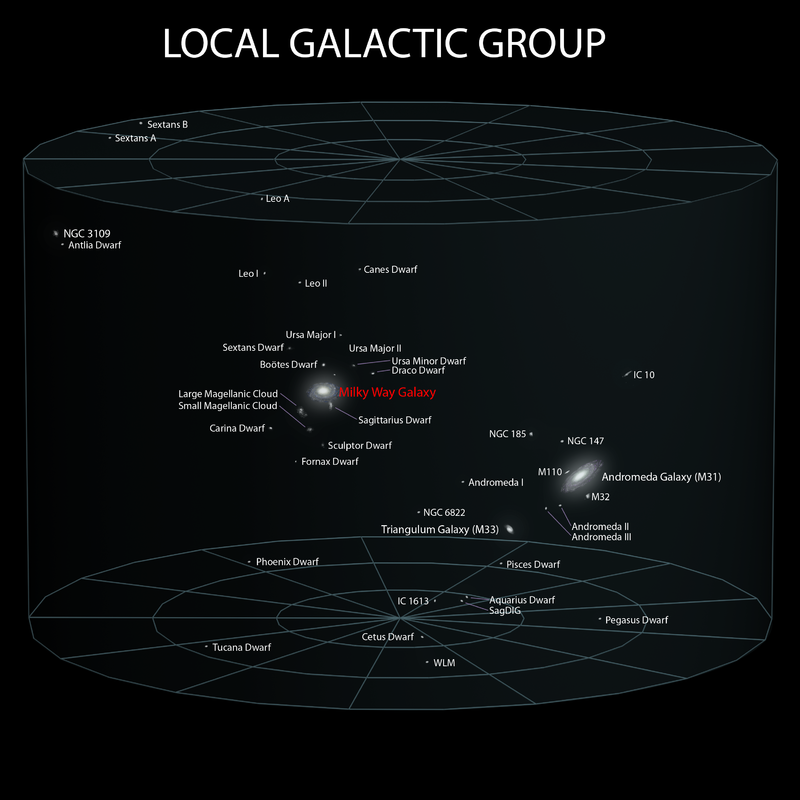 LOCAL GALACTIC GROUP
Sextans B
Sextans A
Leo A
NGC 3109
Antlia Dwarf
Leo I
Canes Dwarf
Leo II
Ursa Major I
Sextans Dwarf
Ursa Major II
Boötes Dwarf
Ursa Minor Dwarf
Draco Dwarf
IC 10
Large Magellanic Cloud
Milky Way Galaxy
Small Magellanic Cloud
Sagittarius Dwarf
Carina Dwarf
NGC 185
NGC 147
Sculptor Dwarf
Fornax Dwarf
M110
Andromeda Galaxy (M31)
Andromeda I
M32
NGC 6822
Triangulum Galaxy (M33)
Andromeda II
Andromeda III
Phoenix Dwarf
Pisces Dwarf
IC 1613
Aquarius Dwarf
SagDIG
Pegasus Dwarf
Cetus Dwarf
Tucana Dwarf
WLM